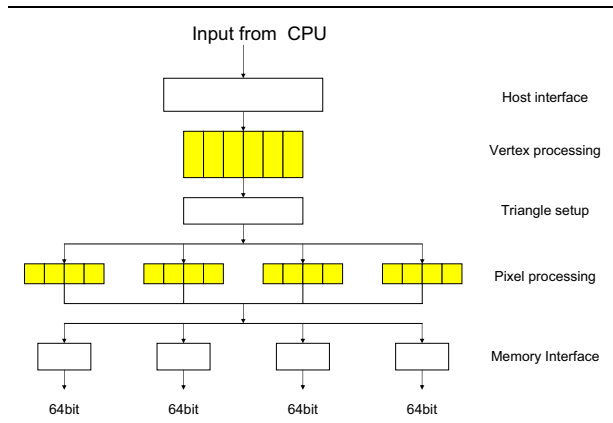 Input from CPU
Host interface
Vertex processing
Triangle setup
Pixel processing
Memory Interface
64bit 64bit 64bit 64bit